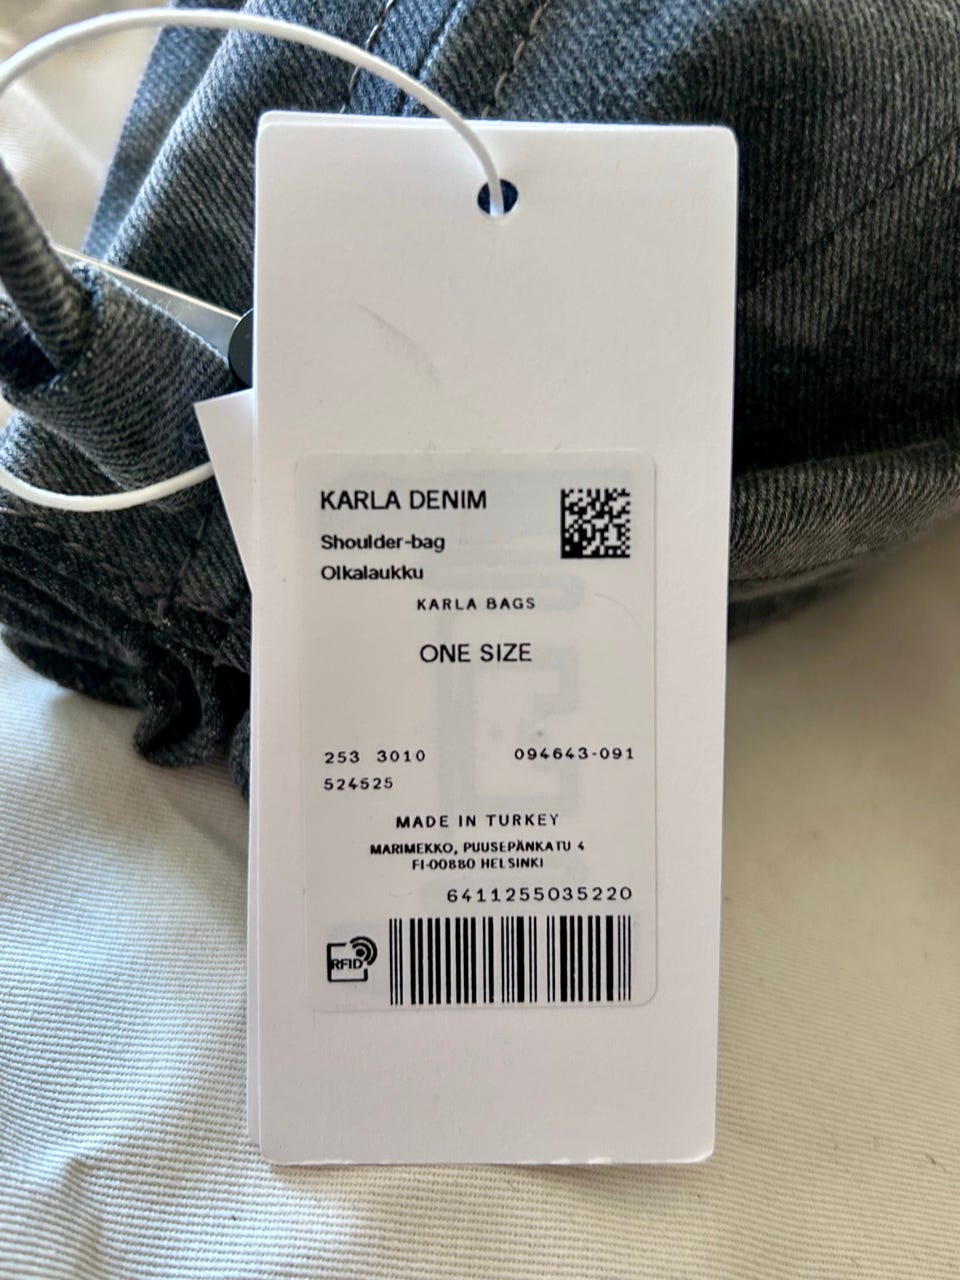 KARLA DENIM
Shoulder-bag
Olkalaukku
KARLA BAGS
ONE SIZE
253 3010 094643-091
524525
MADE IN TURKEY
MARIMEKKO, PUUSEPÄNKATU 4
FI-00880 HELSINKI
6411255035220
RFID